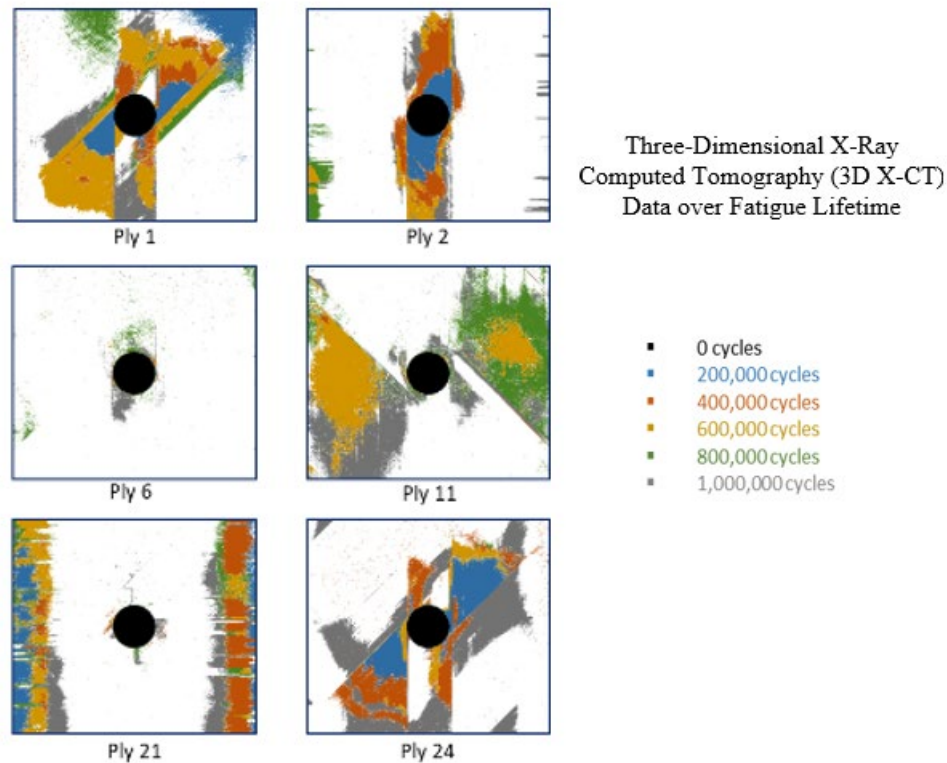 Ply 1
Ply 2
Three-Dimensional X-Ray
Computed Tomography (3D X-CT)
Data over Fatigue Lifetime
Ply 6
Ply 11
0 cycles
200,000 cycles
400,000 cycles
600,000 cycles
800,000 cycles
1,000,000 cycles
Ply 21
Ply 24